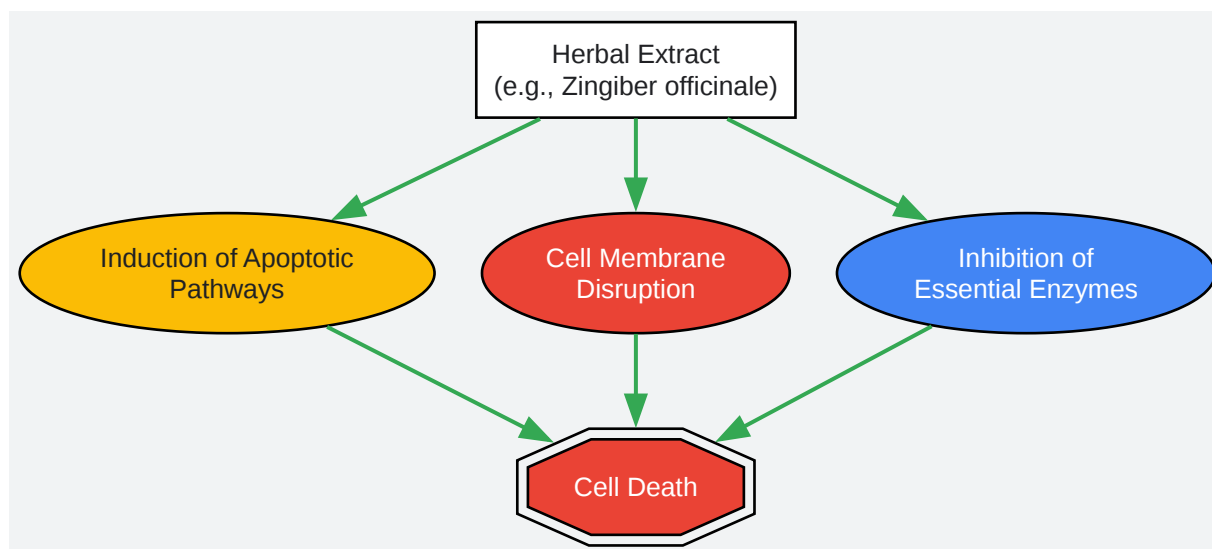 Herbal Extract
(e.g., Zingiber officinale)
Induction of Apoptotic
Pathways
Cell Membrane
Disruption
Inhibition of
Essential Enzymes
Cell Death